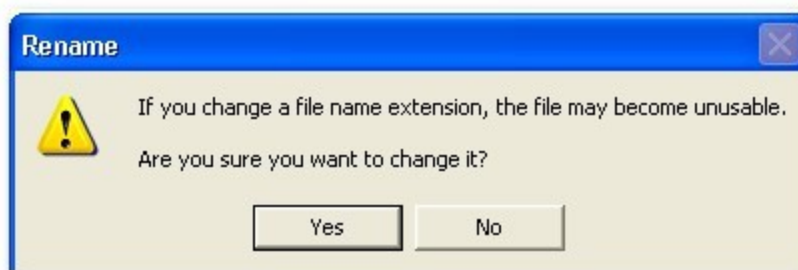 Rename
If you change a file name extension, the file may become unusable.
Are you sure you want to change it?
Yes No